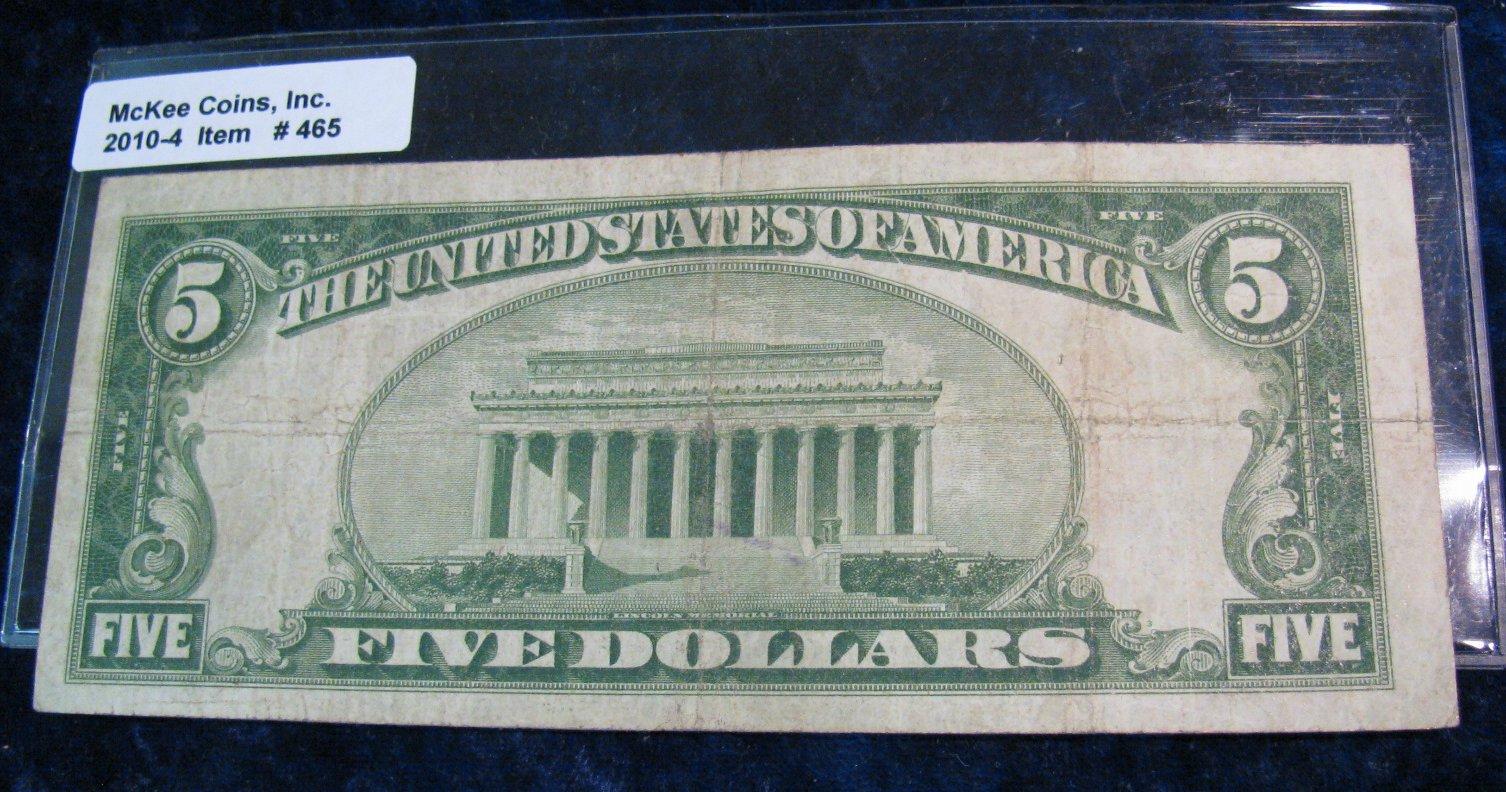 McKee Coins, Inc.
2010-4 Item # 465
FIVE FIVE
5 THE UNITED STATES OF AMERICA 5
FIVE FIVE
LINCOLN MEMORIAL
FIVE FIVE DOLLARS FIVE